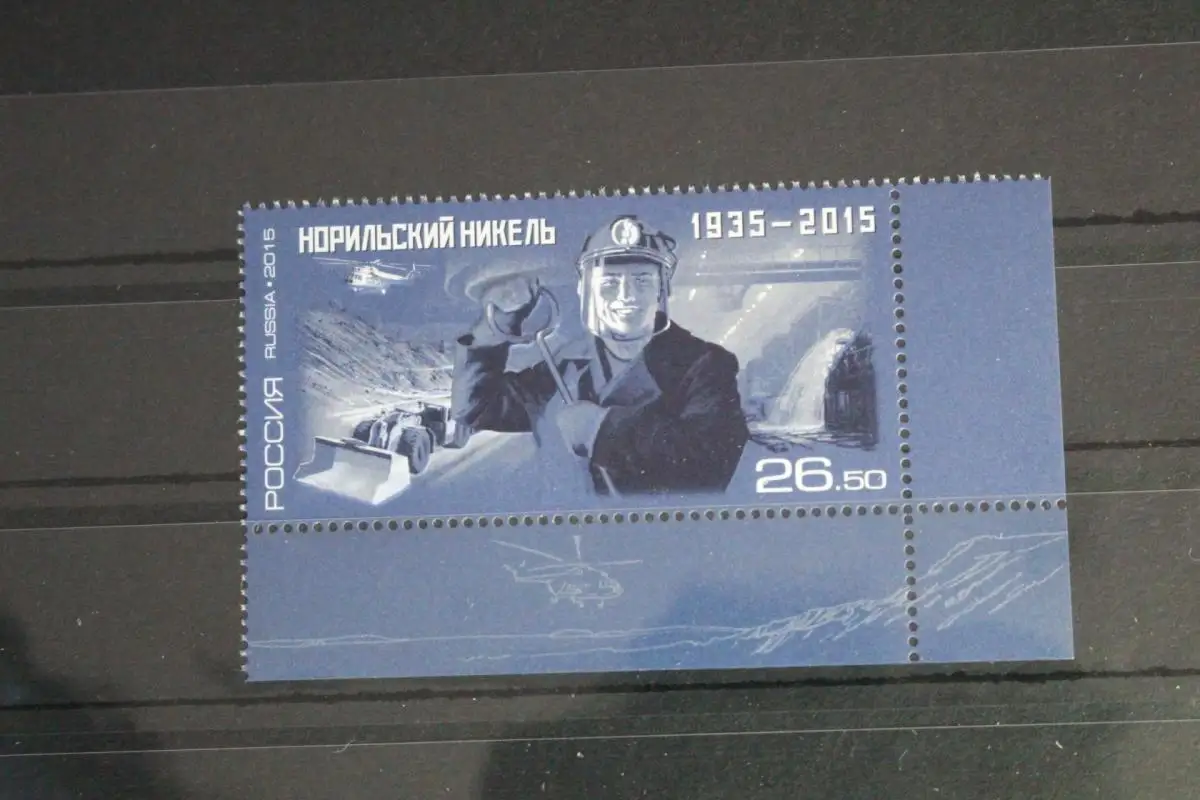 НОРИЛЬСКИЙ НИКЕЛЬ
1935–2015
РОССИЯ RUSSIA • 2015
26.50